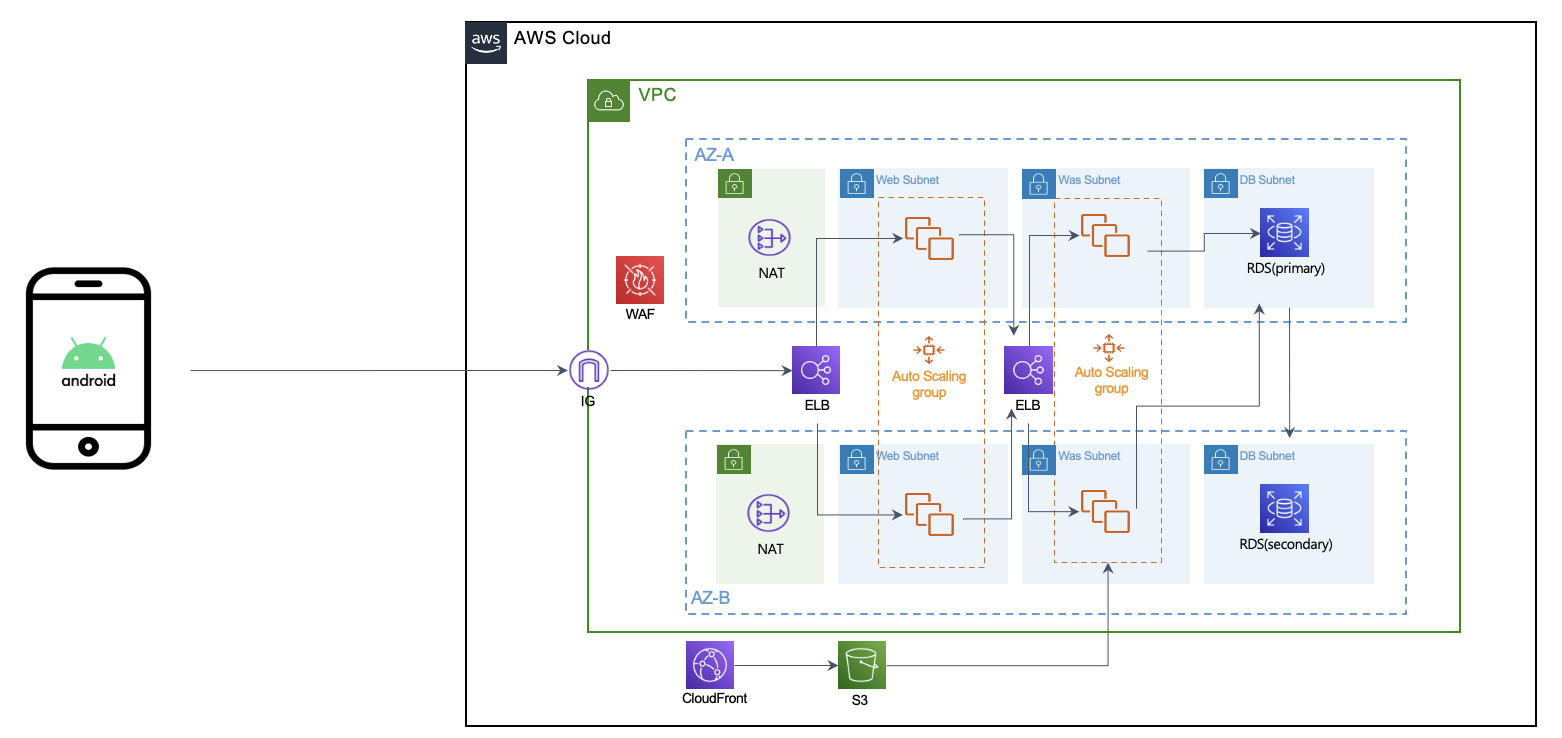 aws
AWS Cloud
VPC
AZ-A
Web Subnet
Was Subnet
DB Subnet
NAT
RDS(primary)
WAF
android
IG
ELB
Auto Scaling
group
ELB
Auto Scaling
group
Web Subnet
Was Subnet
DB Subnet
NAT
RDS(secondary)
AZ-B
CloudFront
S3